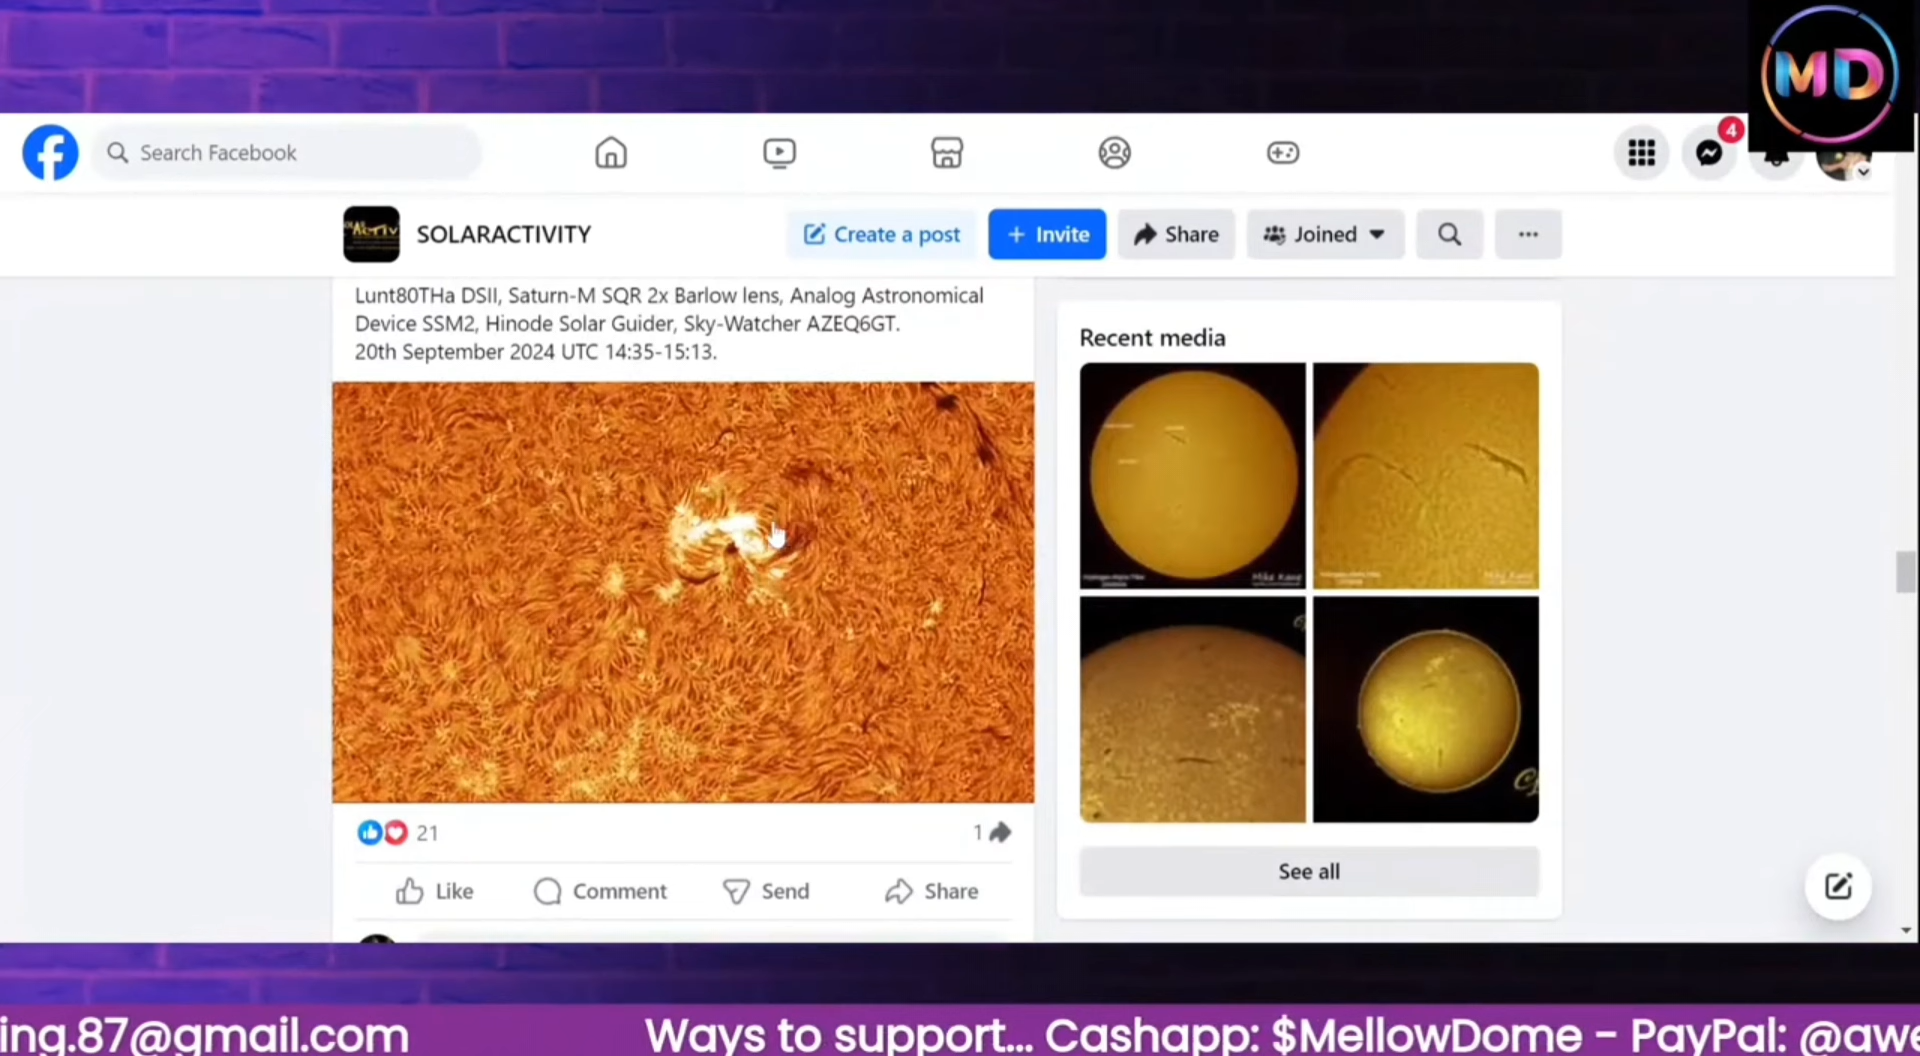 MD
Search Facebook
4
SOLARACTIVITY
Create a post
+ Invite
Share
Joined
Lunt80THa DSII, Saturn-M SQR 2x Barlow lens, Analog Astronomical
Device SSM2, Hinode Solar Guider, Sky-Watcher AZEQ6GT.
20th September 2024 UTC 14:35-15:13.
Recent media
Mike Kane
21
1
See all
Like
Comment
Send
Share
ing.87@gmail.com
Ways to support... Cashapp: $MellowDome - PayPal: @awe